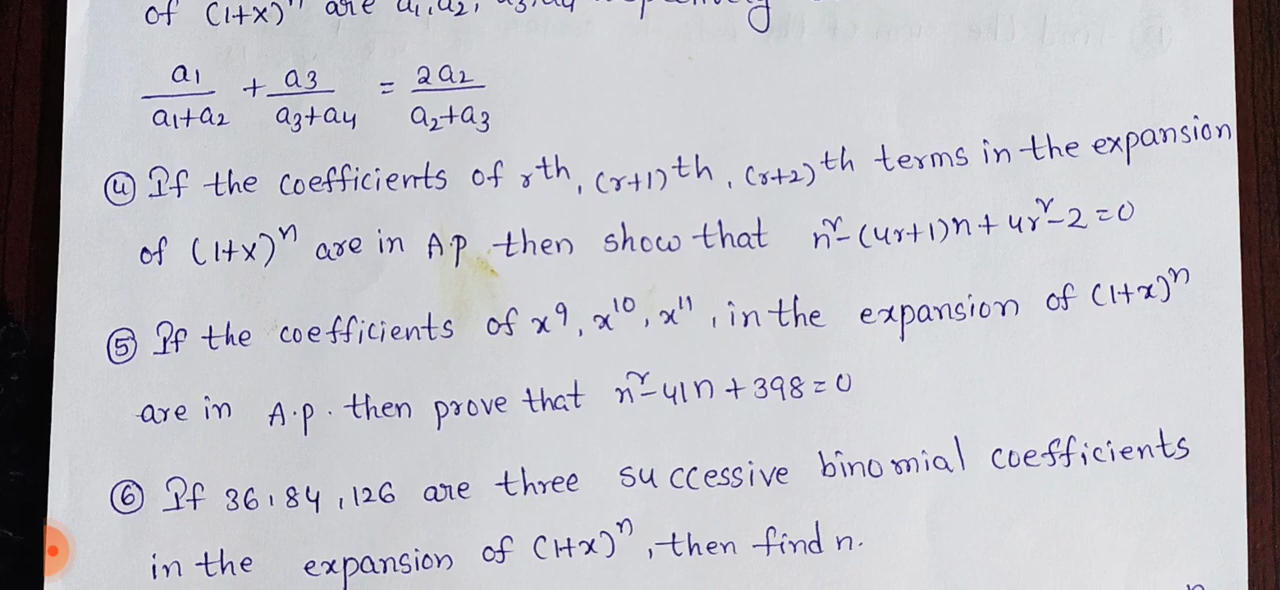 of (1+x)ⁿ are a1, a2, a3, a4
a1/(a1+a2) + a3/(a3+a4) = 2a2/(a2+a3)
④ If the coefficients of rth, (r+1)th, (r+2)th terms in the expansion
of (1+x)ⁿ are in A.P then show that n²-(4r+1)n+4r²-2=0
⑤ If the coefficients of x⁹, x¹⁰, x¹¹, in the expansion of (1+x)ⁿ
are in A.p. then prove that n²-41n+398=0
⑥ If 36, 84, 126 are three successive binomial coefficients
in the expansion of (1+x)ⁿ, then find n.